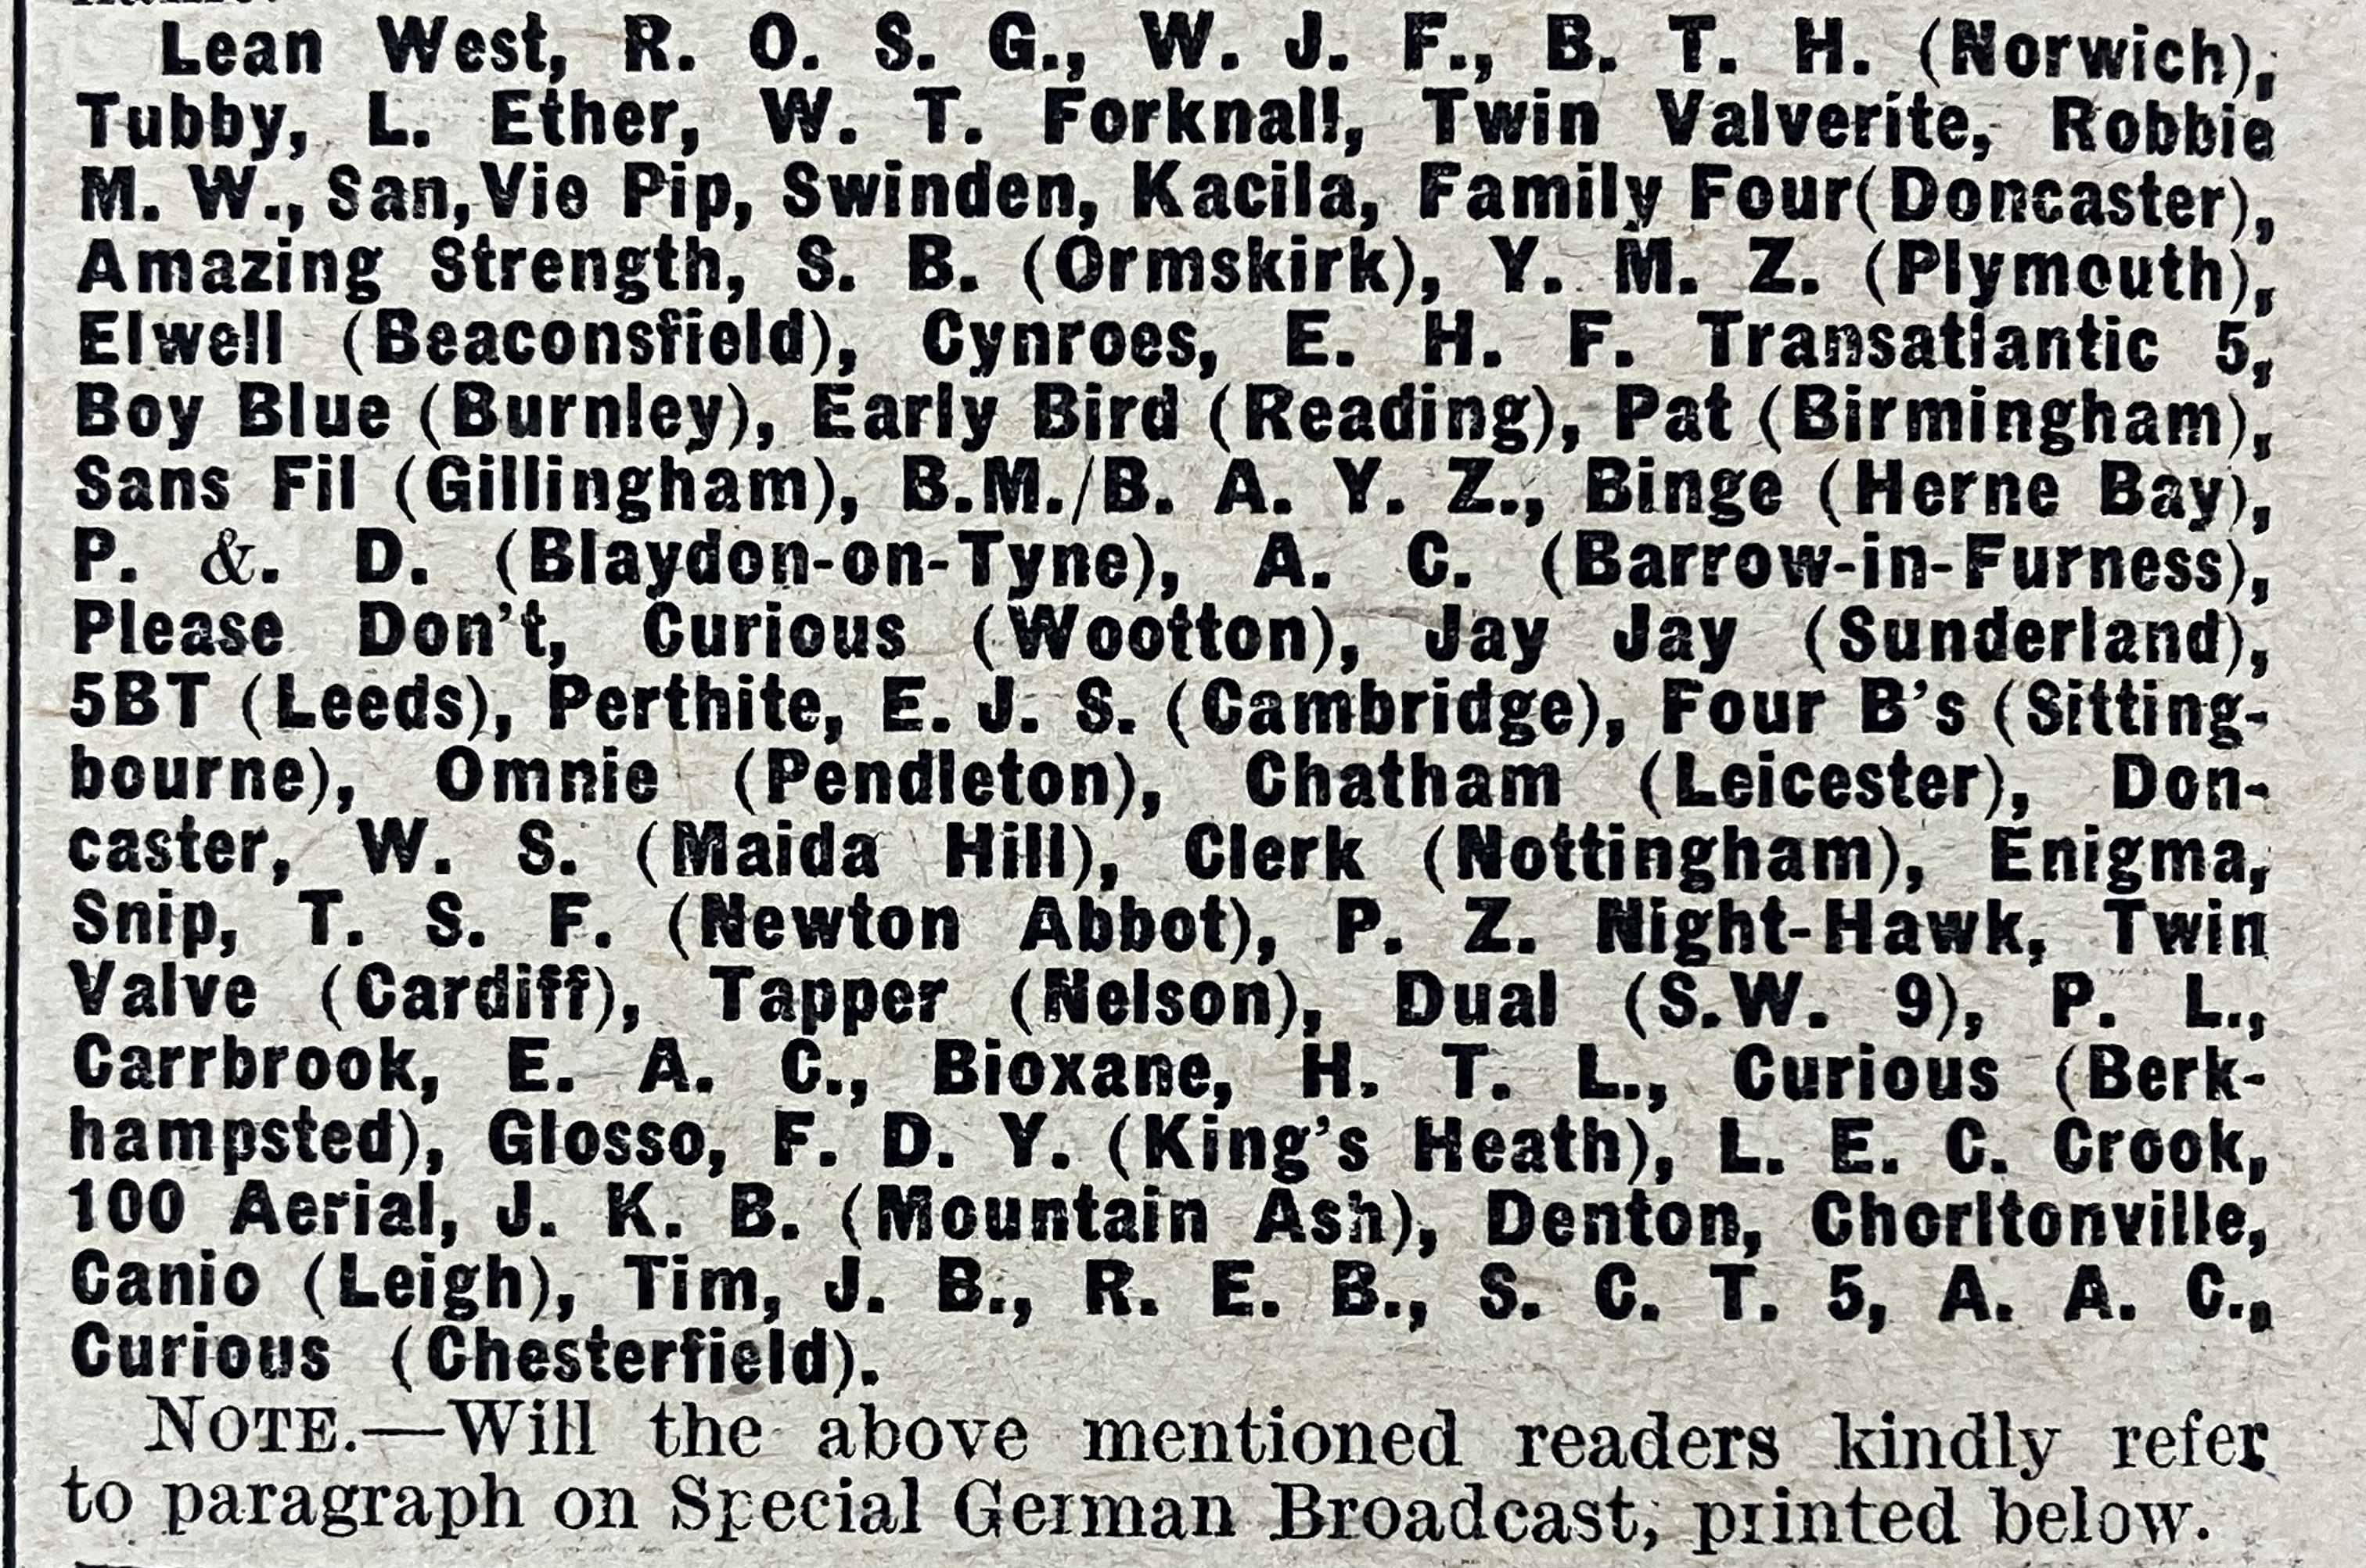 Lean West, R. O. S. G., W. J. F., B. T. H. (Norwich),
Tubby, L. Ether, W. T. Forknall, Twin Valverite, Robbie
M. W., San, Vie Pip, Swinden, Kacila, Family Four (Doncaster),
Amazing Strength, S. B. (Ormskirk), Y. M. Z. (Plymouth),
Elwell (Beaconsfield), Cynroes, E. H. F. Transatlantic 5,
Boy Blue (Burnley), Early Bird (Reading), Pat (Birmingham),
Sans Fil (Gillingham), B.M./B. A. Y. Z., Binge (Herne Bay),
P. &. D. (Blaydon-on-Tyne), A. C. (Barrow-in-Furness),
Please Don't, Curious (Wootton), Jay Jay (Sunderland),
5BT (Leeds), Perthite, E. J. S. (Cambridge), Four B's (Sitting-
bourne), Omnie (Pendleton), Chatham (Leicester), Don-
caster, W. S. (Maida Hill), Clerk (Nottingham), Enigma,
Snip, T. S. F. (Newton Abbot), P. Z. Night-Hawk, Twin
Valve (Cardiff), Tapper (Nelson), Dual (S.W. 9), P. L.,
Carrbrook, E. A. C., Bioxane, H. T. L., Curious (Berk-
hampsted), Glosso, F. D. Y. (King's Heath), L. E. C. Crook,
100 Aerial, J. K. B. (Mountain Ash), Denton, Chorltonville,
Canio (Leigh), Tim, J. B., R. E. B., S. C. T. 5, A. A. C.,
Curious (Chesterfield).
NOTE.—Will the above mentioned readers kindly refer
to paragraph on Special German Broadcast, printed below.